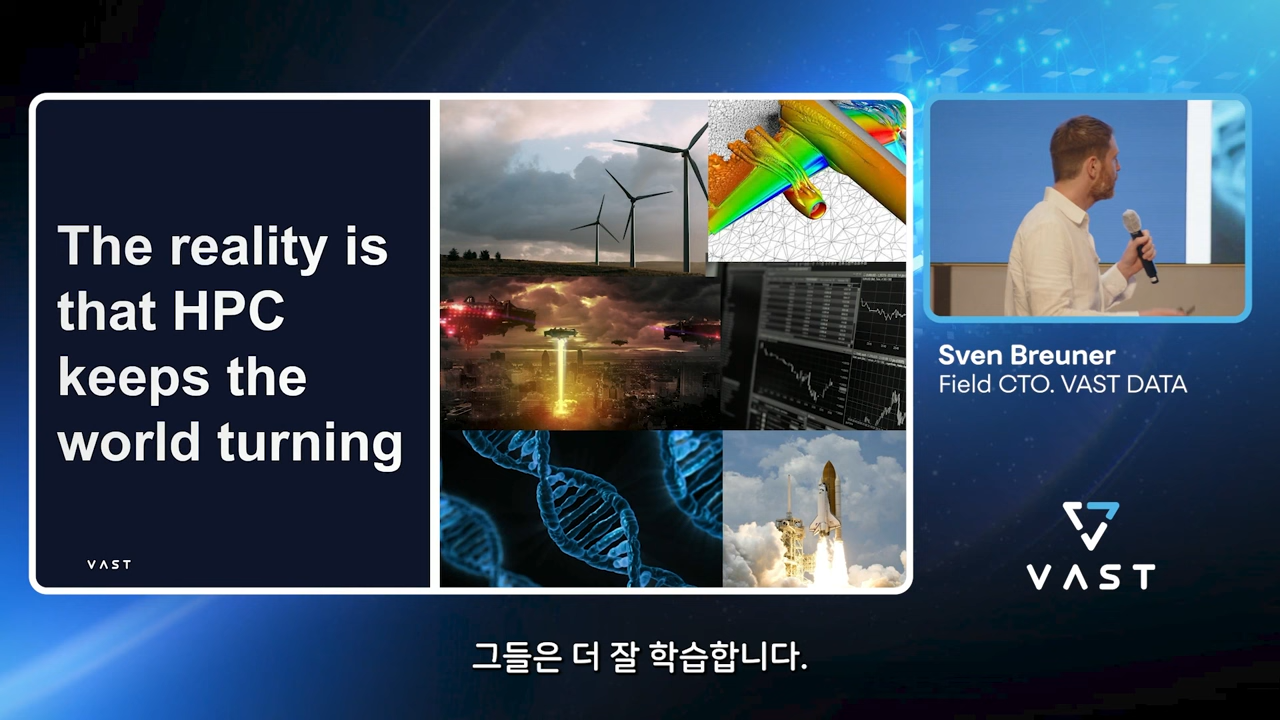 The reality is
that HPC
keeps the
world turning
VAST
Sven Breuner
Field CTO. VAST DATA
VAST
그들은 더 잘 학습합니다.